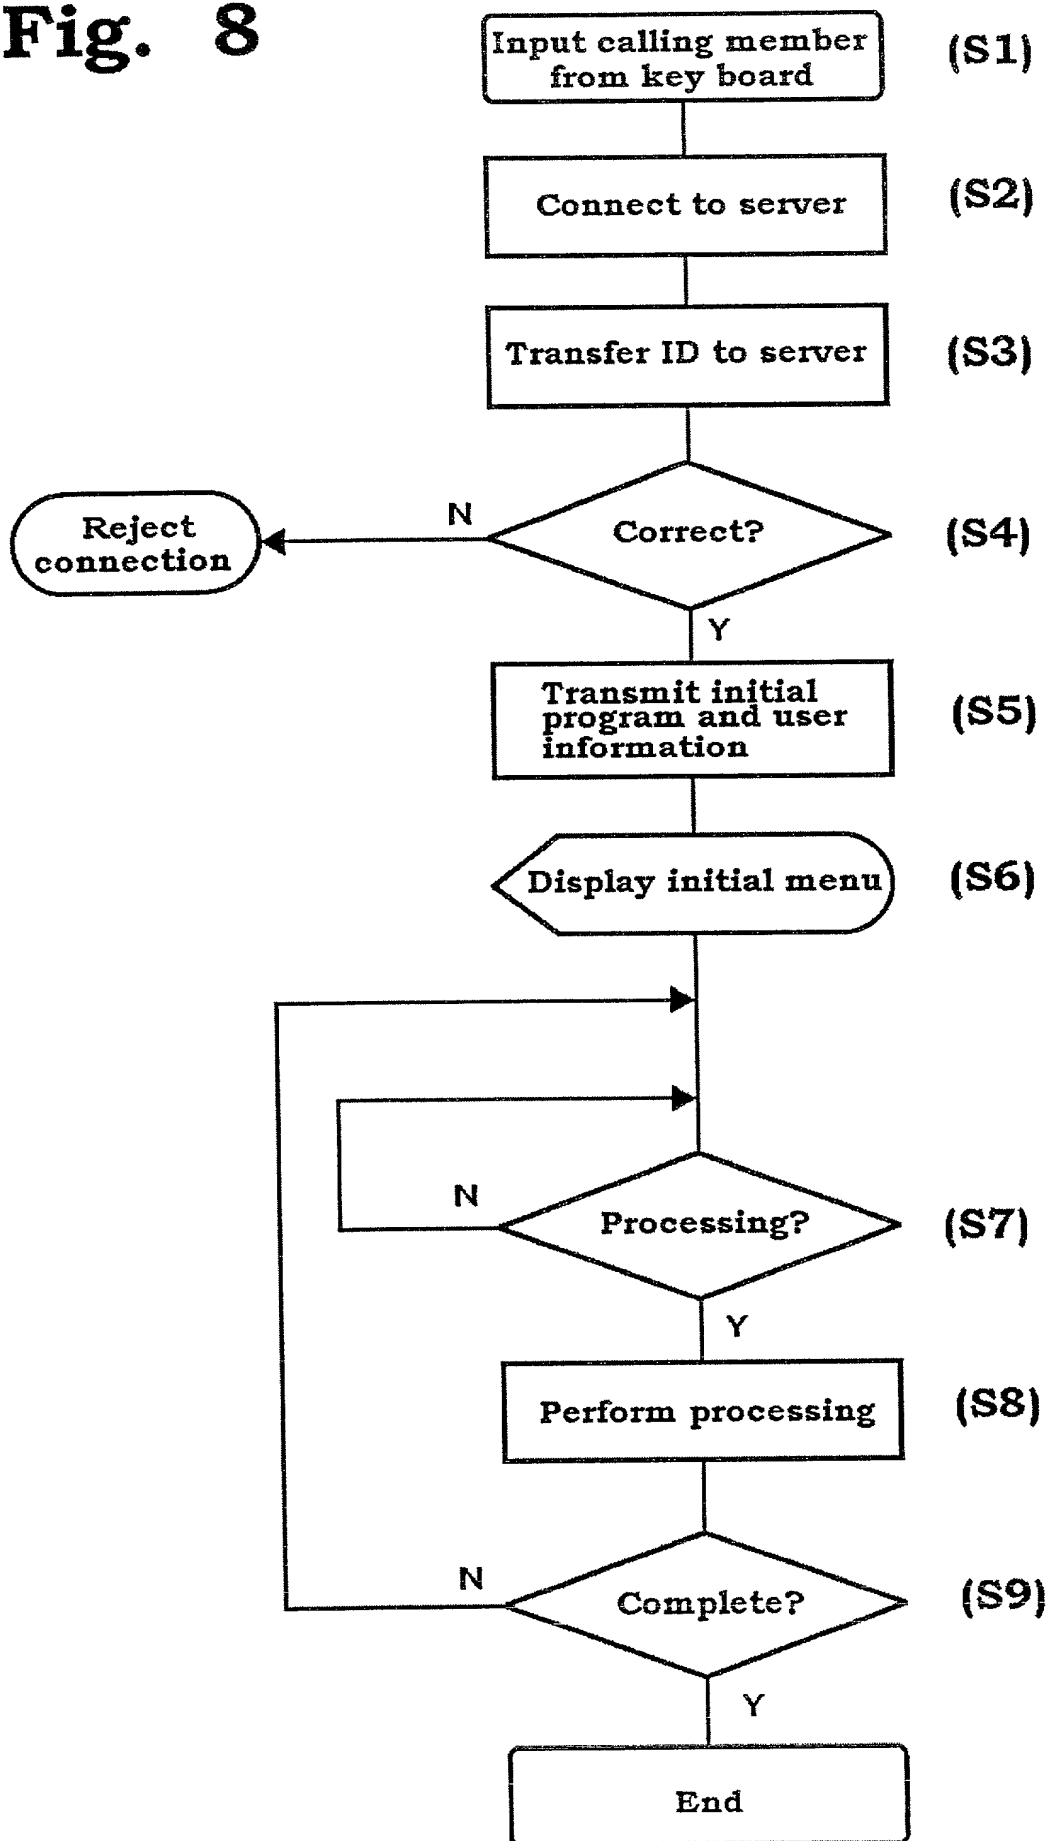 Fig. 8
Input calling member
from key board
(S1)
Connect to server
(S2)
Transfer ID to server
(S3)
Reject
connection
N
Correct?
(S4)
Y
Transmit initial
program and user
information
(S5)
Display initial menu
(S6)
N
Processing?
(S7)
Y
Perform processing
(S8)
N
Complete?
(S9)
Y
End